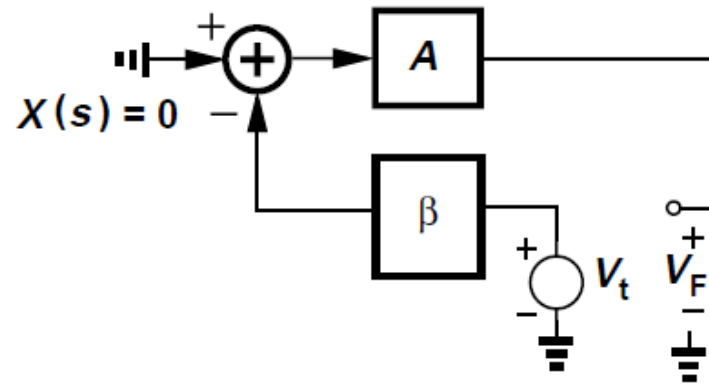 +
+ A
X(s) = 0 −
β
+ V_t + V_F
− −